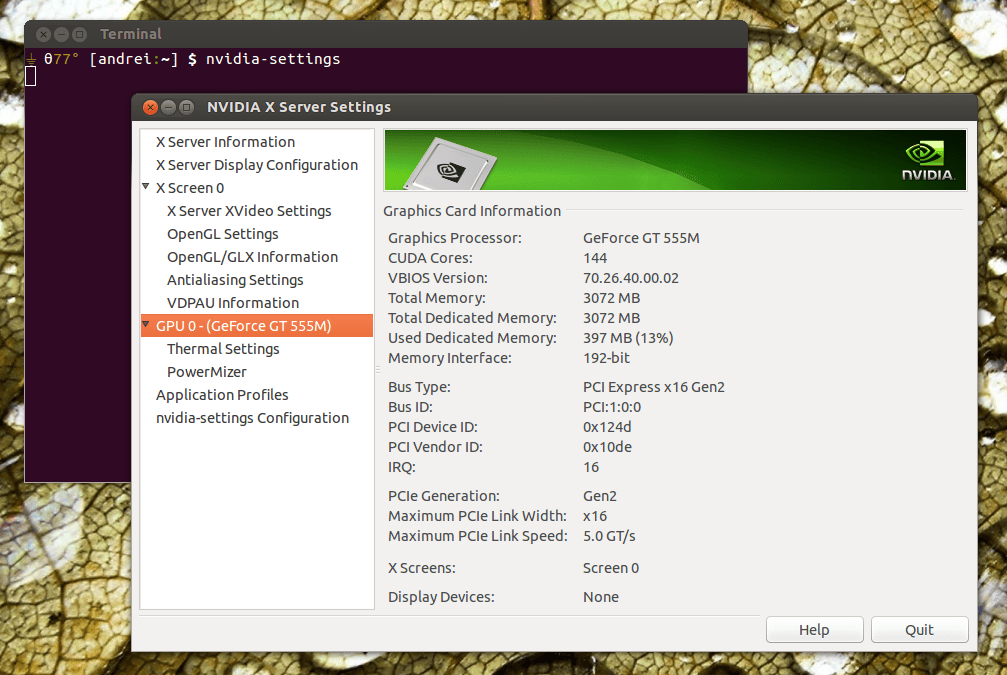 Terminal
θ77° [andrei:~] $ nvidia-settings
NVIDIA X Server Settings
X Server Information
X Server Display Configuration
X Screen 0
X Server XVideo Settings
OpenGL Settings
OpenGL/GLX Information
Antialiasing Settings
VDPAU Information
GPU 0 - (GeForce GT 555M)
Thermal Settings
PowerMizer
Application Profiles
nvidia-settings Configuration
NVIDIA.
Graphics Card Information
Graphics Processor: GeForce GT 555M
CUDA Cores: 144
VBIOS Version: 70.26.40.00.02
Total Memory: 3072 MB
Total Dedicated Memory: 3072 MB
Used Dedicated Memory: 397 MB (13%)
Memory Interface: 192-bit
Bus Type: PCI Express x16 Gen2
Bus ID: PCI:1:0:0
PCI Device ID: 0x124d
PCI Vendor ID: 0x10de
IRQ: 16
PCIe Generation: Gen2
Maximum PCIe Link Width: x16
Maximum PCIe Link Speed: 5.0 GT/s
X Screens: Screen 0
Display Devices: None
Help
Quit